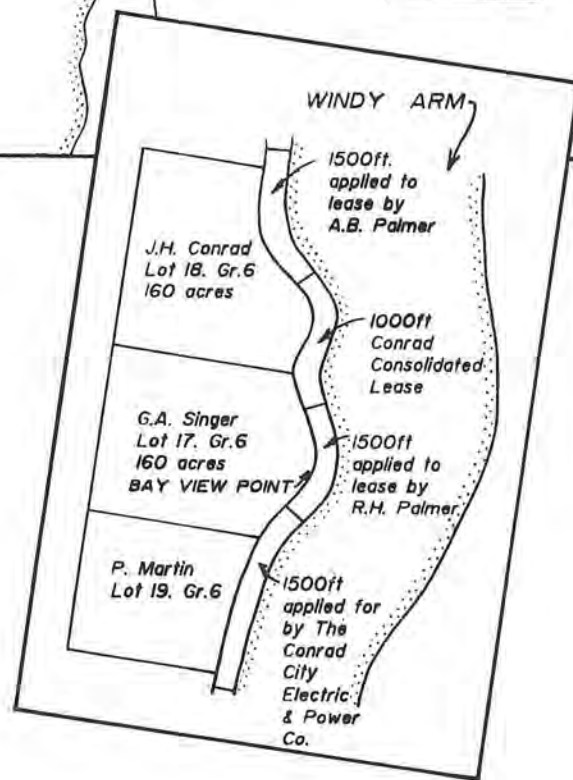 WINDY ARM
1500ft.
applied to
lease by
A.B. Palmer
J.H. Conrad
Lot 18. Gr.6
160 acres
1000ft
Conrad
Consolidated
Lease
G.A. Singer
Lot 17. Gr.6
160 acres
BAY VIEW POINT
1500ft
applied to
lease by
R.H. Palmer
P. Martin
Lot 19. Gr.6
1500ft
applied for
by The
Conrad
City
Electric
& Power
Co.